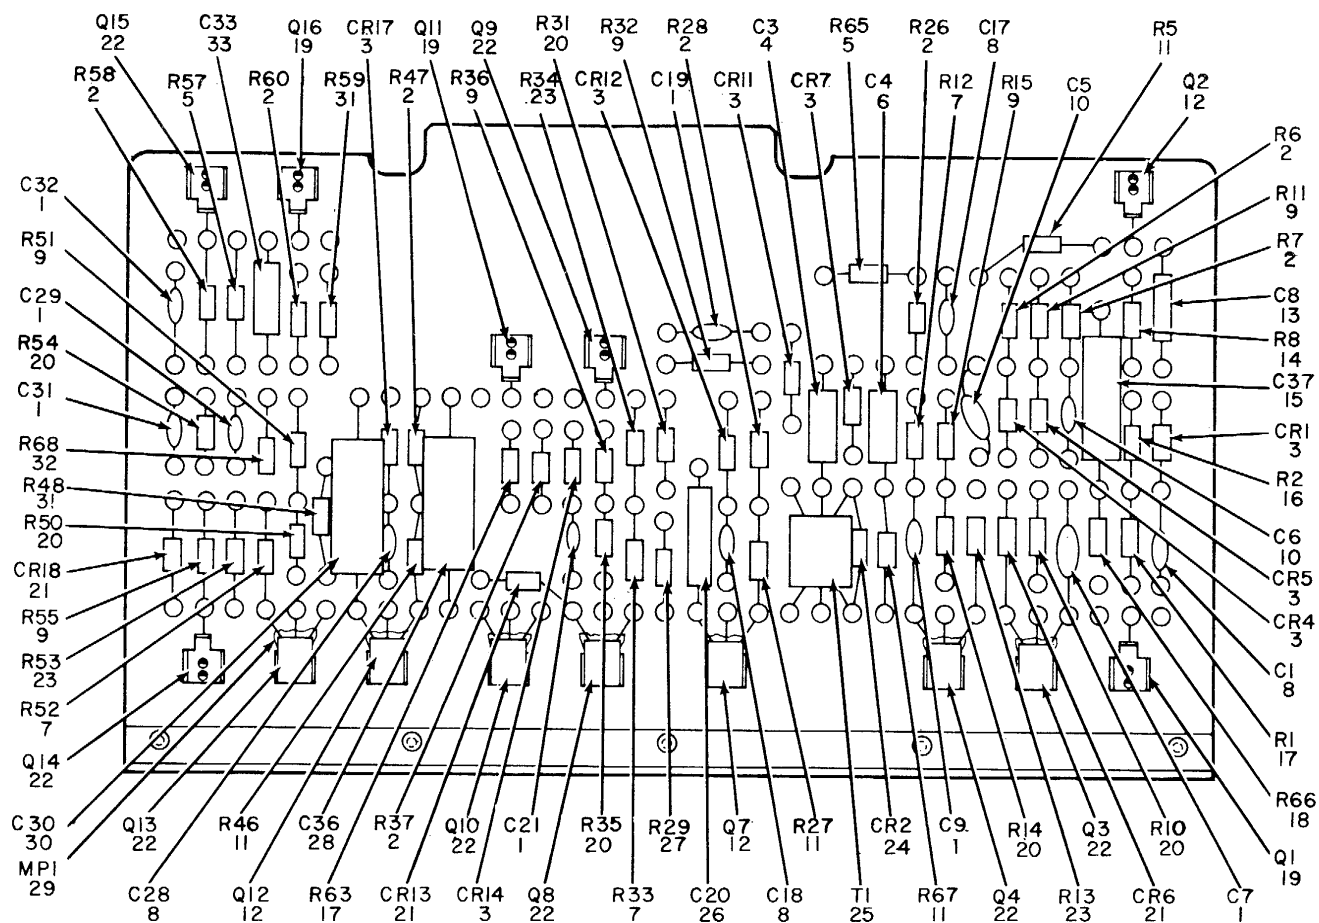 Q15
22
C33
33
Q16
19
CR17
3
Q11
19
Q9
22
R31
20
R32
9
R28
2
C3
4
R65
5
R26
2
C17
8
R5
11
R58
2
R57
5
R60
2
R59
31
R47
2
R36
9
R34
23
CR12
3
C19
1
CR11
3
CR7
3
C4
6
R12
7
R15
9
C5
10
Q2
12
C32
1
R51
9
C29
1
R54
20
C31
1
R68
32
R48
31
R50
20
CR18
21
R55
9
R53
23
R52
7
Q14
22
C30
30
MP1
29
R6
2
R11
9
R7
2
C8
13
R8
14
C37
15
CR1
3
R2
16
C6
10
CR5
3
CR4
3
C1
8
R1
17
R66
18
Q1
19
Q13
22
R46
11
C36
28
R37
2
Q10
22
C21
1
R35
20
R29
27
Q7
12
R27
11
CR2
24
C9
1
R14
20
Q3
22
R10
20
C28
8
Q12
12
R63
17
CR13
21
CR14
3
Q8
22
R33
7
C20
26
C18
8
T1
25
R67
11
Q4
22
R13
23
CR6
21
C7
1